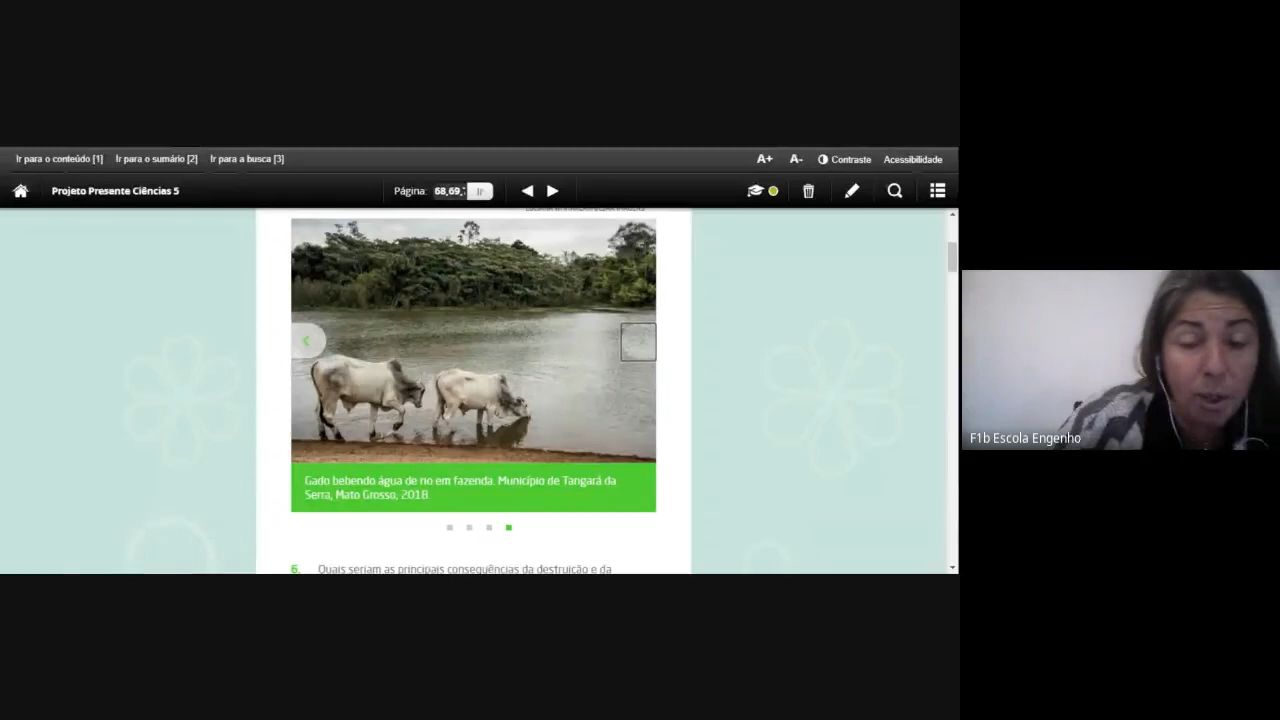 Ir para o conteúdo [1] Ir para o sumário [2] Ir para a busca [3] A+ A- Contraste Acessibilidade
Projeto Presente Ciências 5 Página: 68,69, Ir
Gado bebendo água de rio em fazenda. Município de Tangará da
Serra, Mato Grosso, 2018.
6. Quais seriam as principais consequências da destruição e da
F1b Escola Engenho